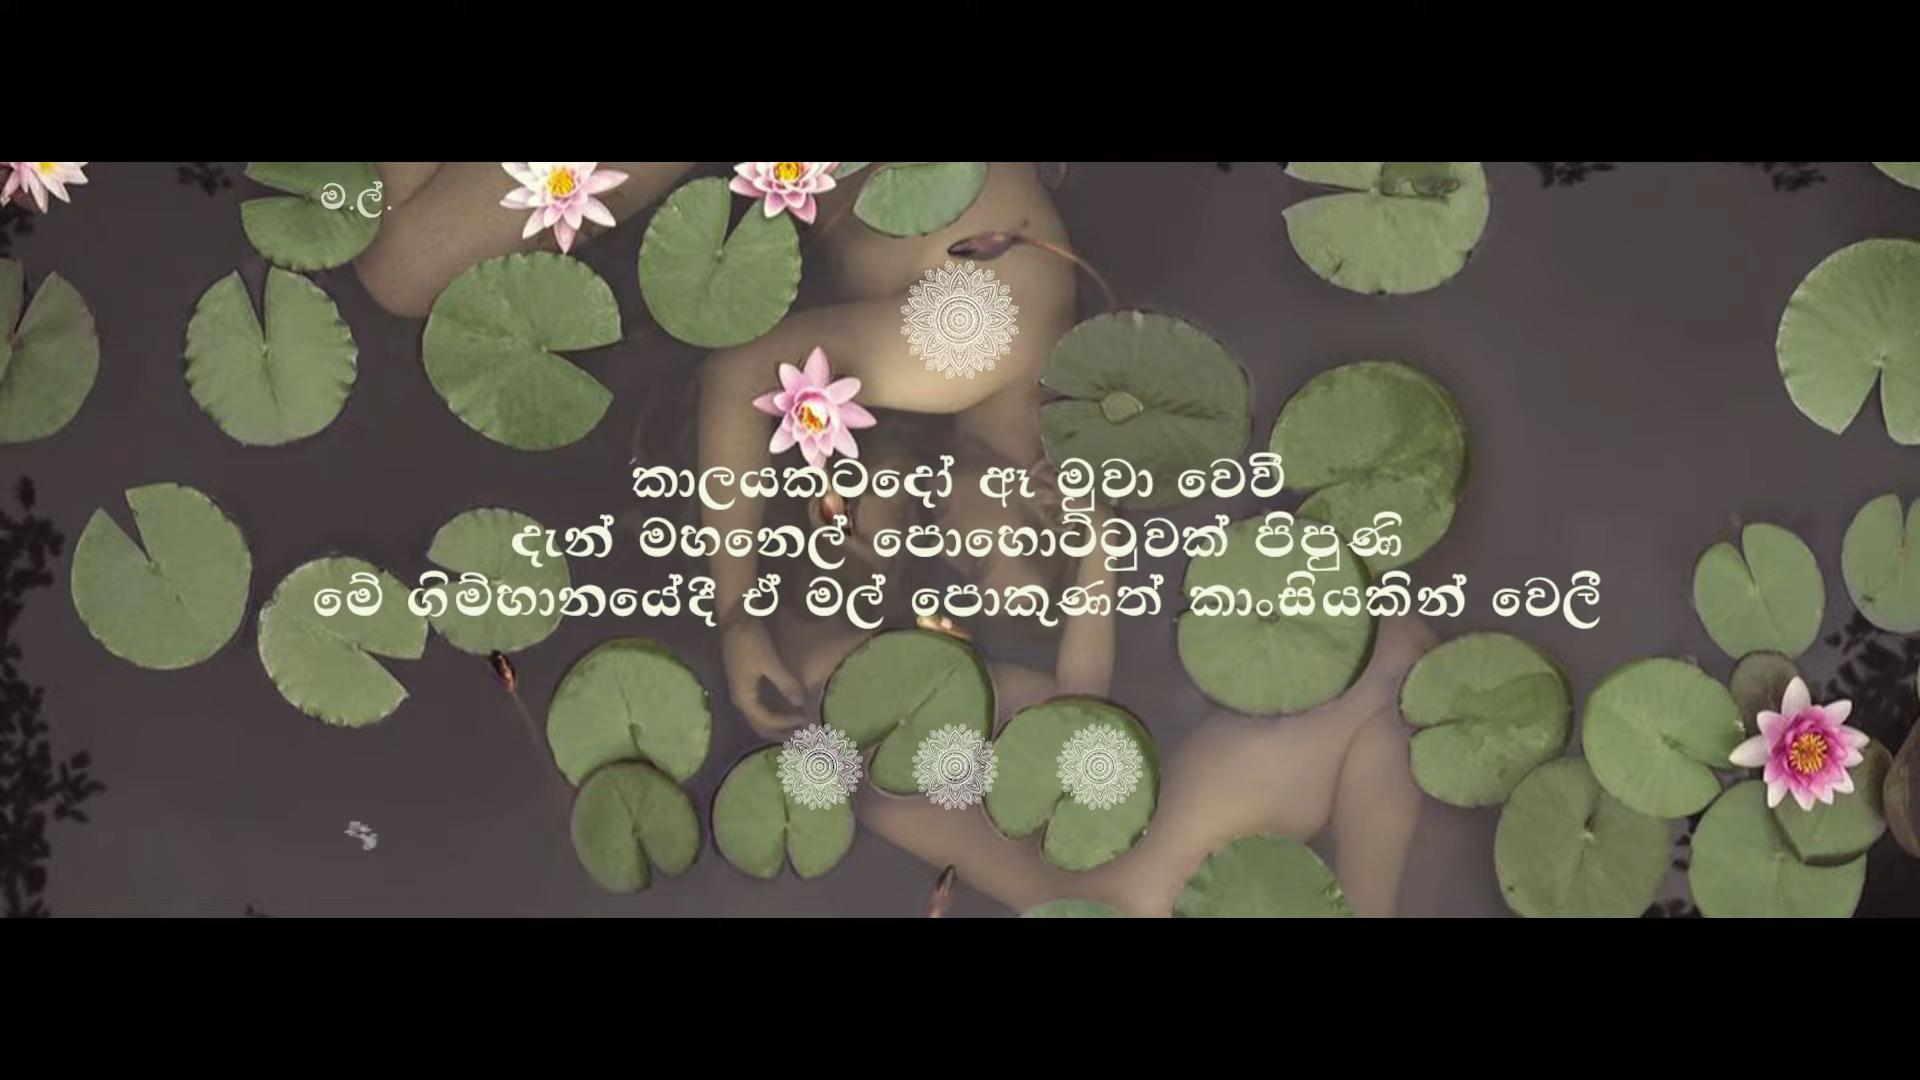 ම.ල්.
කාලයකටදෝ ඈ මුවා වෙවී
දැන් මහනෙල් පොහොට්ටුවක් පිපුණි
මේ ගිම්හානයේදී ඒ මල් පොකුණත් කාංසියකින් වෙලී